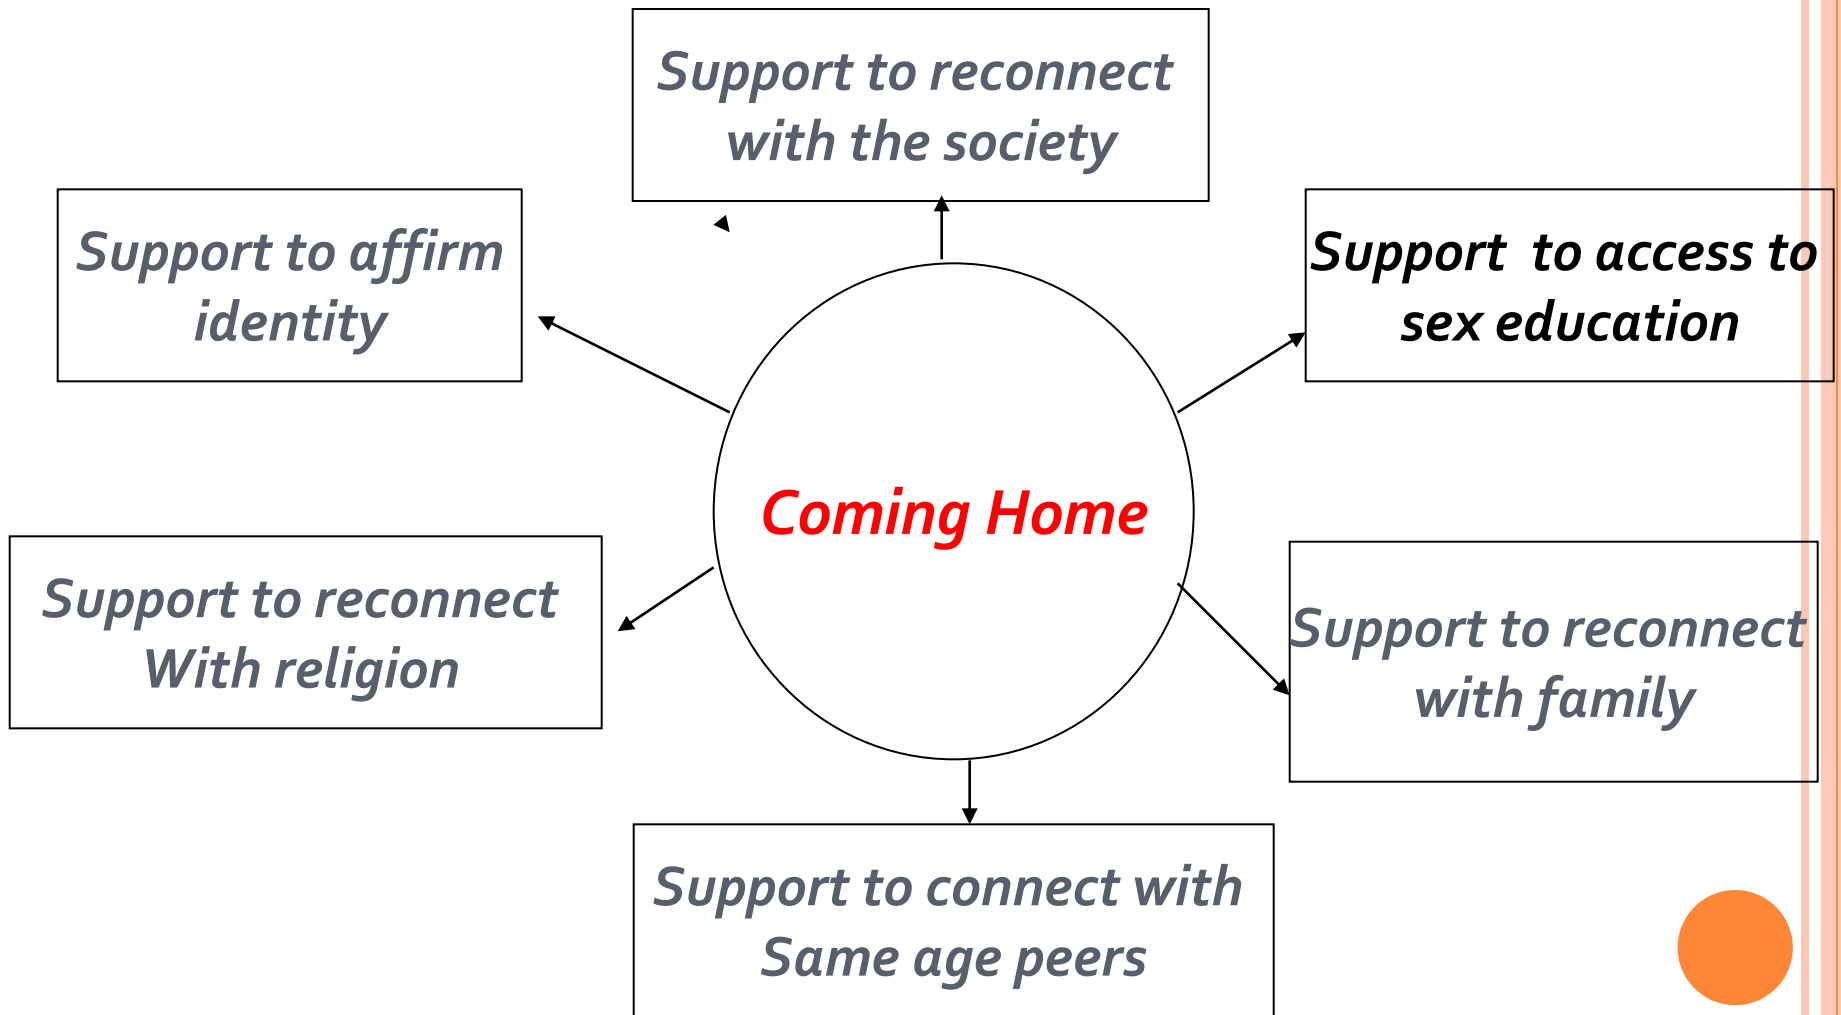 Support to reconnect
with the society
Support to affirm
identity
Support  to access to
sex education
Coming Home
Support to reconnect
With religion
Support to reconnect
with family
Support to connect with
Same age peers